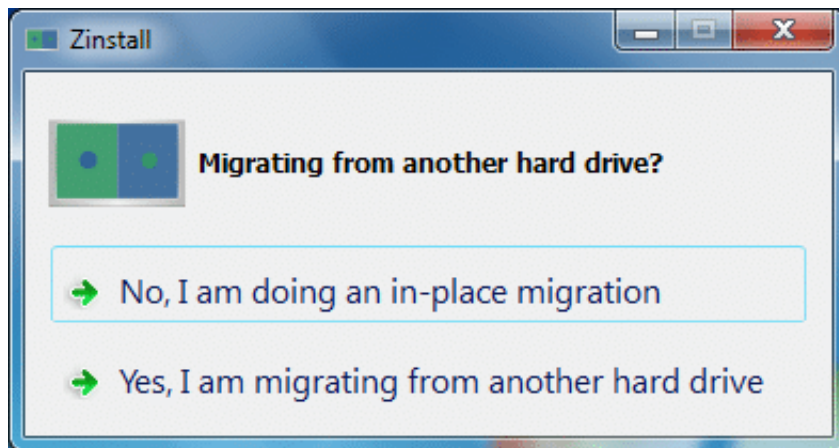 Zinstall
Migrating from another hard drive?
No, I am doing an in-place migration
Yes, I am migrating from another hard drive